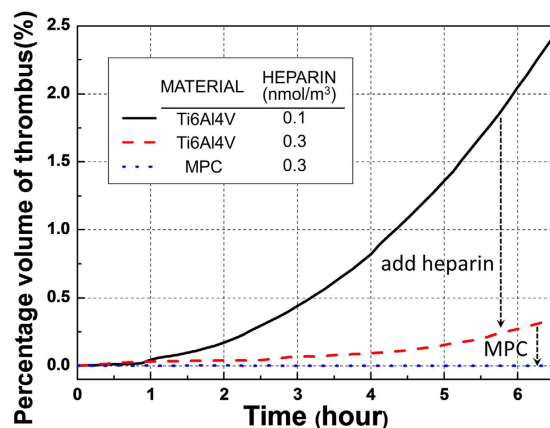 Percentage volume of thrombus(%)
2.5
2.0
1.5
1.0
0.5
0.0
MATERIAL HEPARIN
(nmol/m³)
Ti6Al4V 0.1
Ti6Al4V 0.3
MPC 0.3
add heparin
MPC
0 1 2 3 4 5 6
Time (hour)